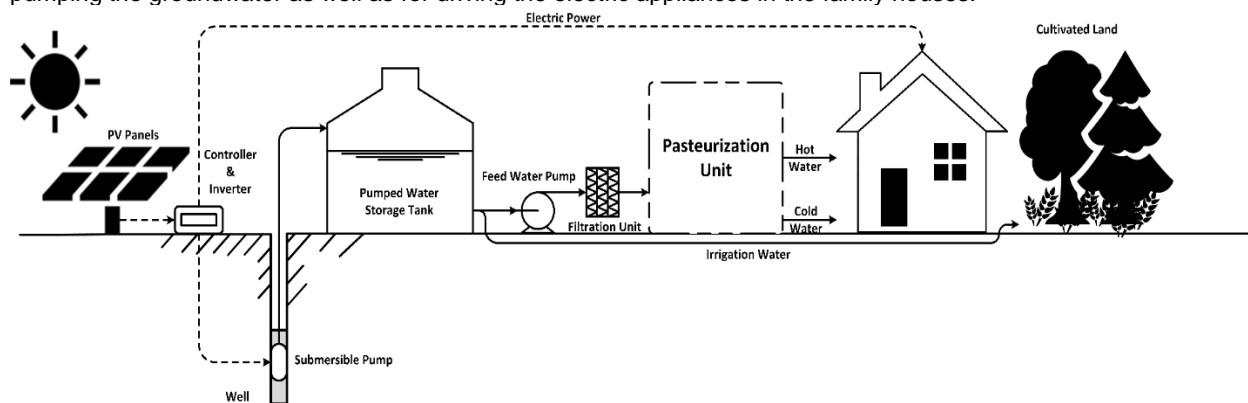 pumping the groundwater as well as for driving the electric appliances in the family houses.
Electric Power
Cultivated Land
PV Panels
Controller
&
Inverter
Pumped Water
Storage Tank
Feed Water Pump
Filtration Unit
Pasteurization
Unit
Hot
Water
Cold
Water
Irrigation Water
Submersible Pump
Well